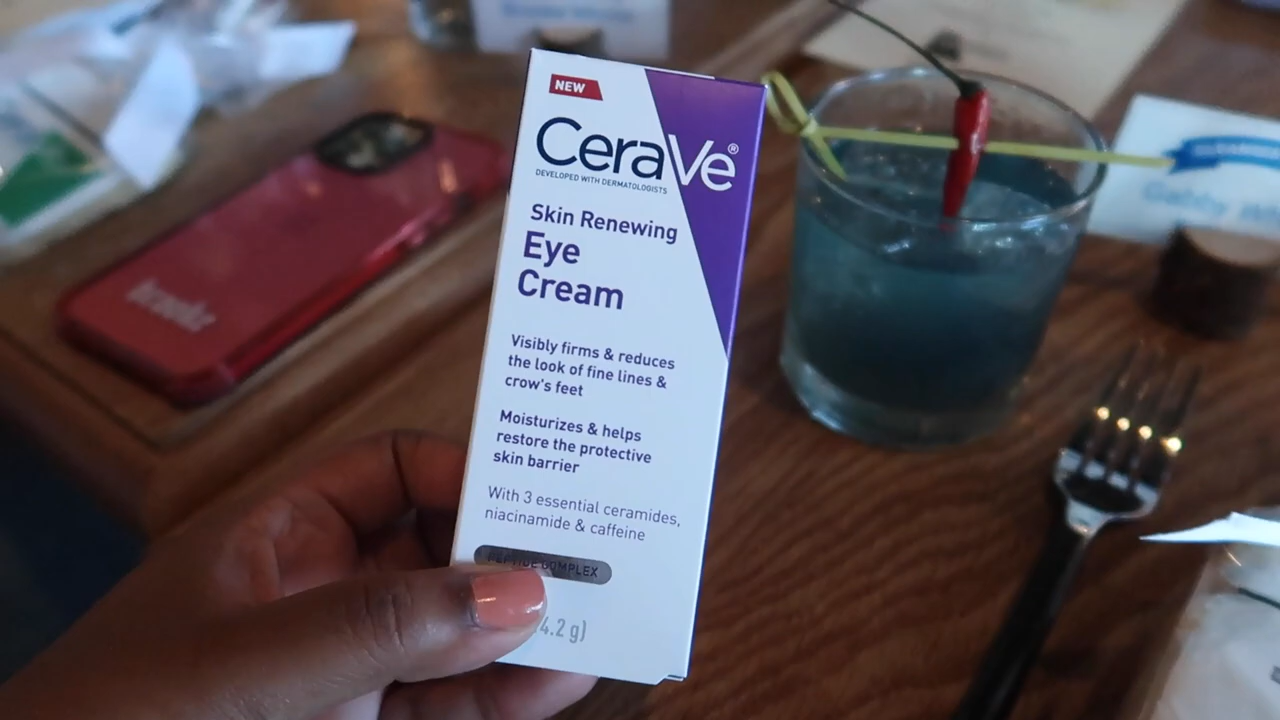 NEW
CeraVe®
DEVELOPED WITH DERMATOLOGISTS
Skin Renewing
Eye
Cream
Visibly firms & reduces
the look of fine lines &
crow's feet
Moisturizes & helps
restore the protective
skin barrier
With 3 essential ceramides,
niacinamide & caffeine
PEPTIDE COMPLEX
4.2 g)
Gabby